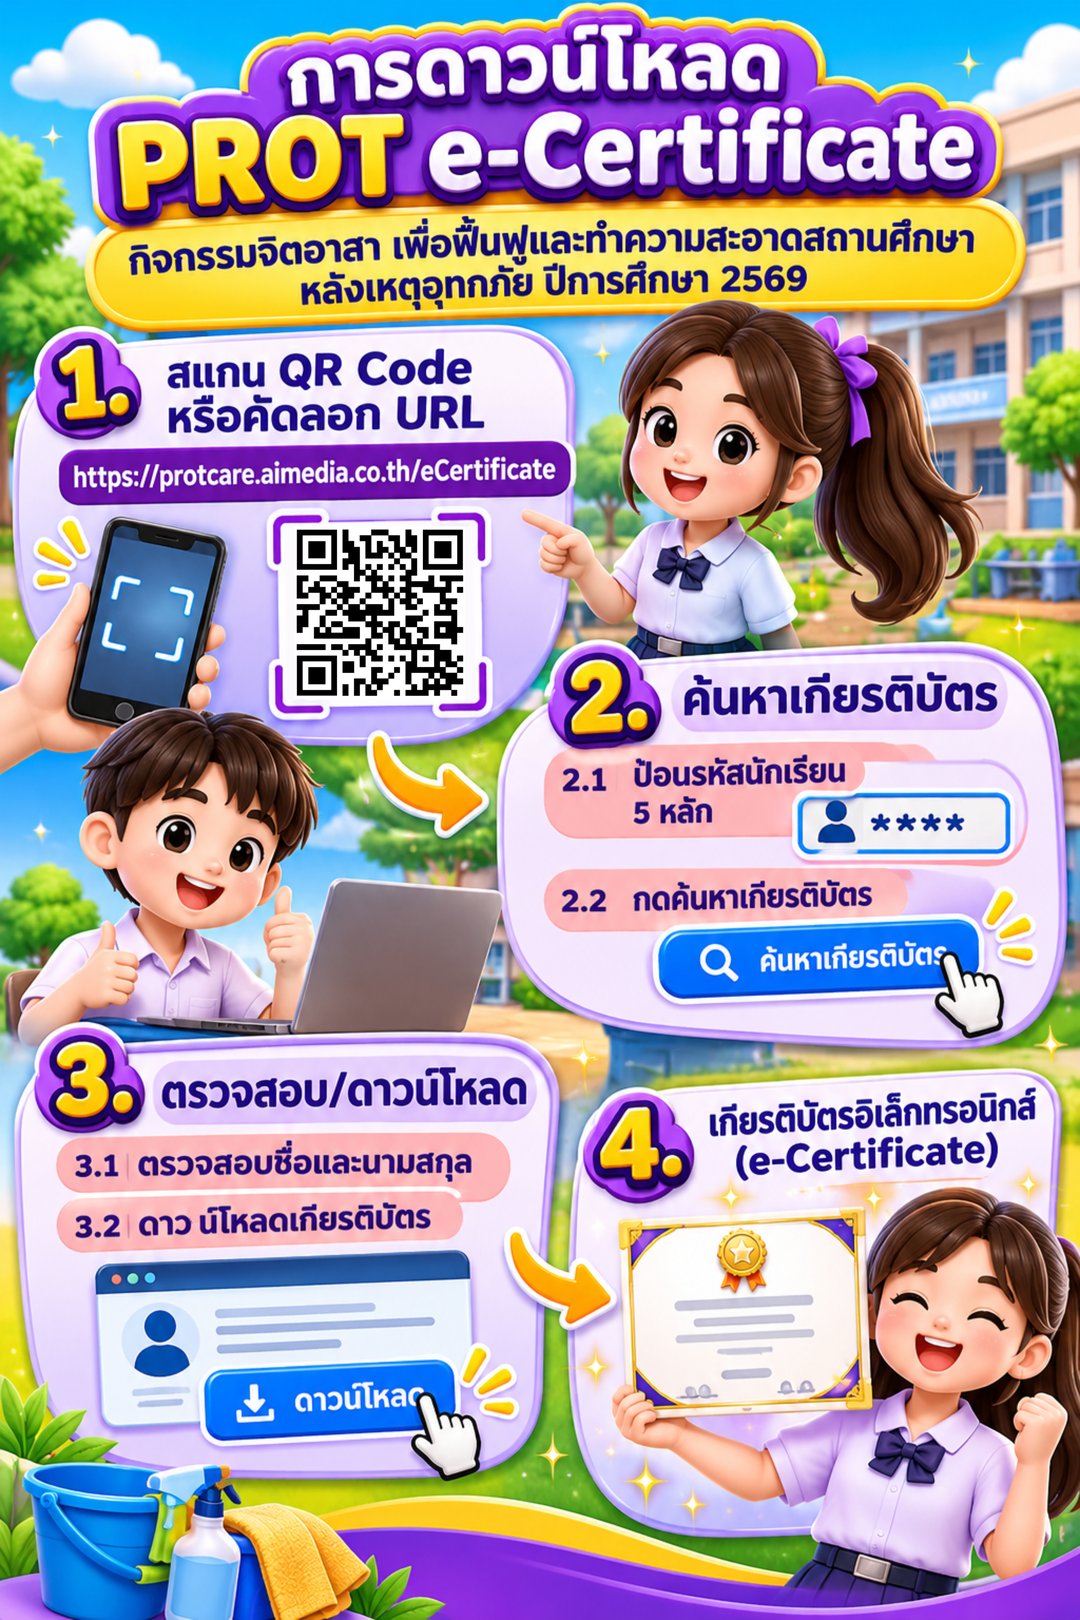 การดาวน์โหลด
PROT e-Certificate
กิจกรรมจิตอาสา เพื่อฟื้นฟูและทำความสะอาดสถานศึกษา
หลังเหตุอุทกภัย ปีการศึกษา 2569
1.
สแกน QR Code
หรือคัดลอก URL
https://protcare.aimedia.co.th/eCertificate
2.
ค้นหาเกียรติบัตร
2.1 ป้อนรหัสนักเรียน
5 หลัก
****
2.2 กดค้นหาเกียรติบัตร
ค้นหาเกียรติบัตร
3.
ตรวจสอบ/ดาวน์โหลด
3.1 ตรวจสอบชื่อและนามสกุล
3.2 ดาว น์โหลดเกียรติบัตร
ดาวน์โหลด
4.
เกียรติบัตรอิเล็กทรอนิกส์
(e-Certificate)